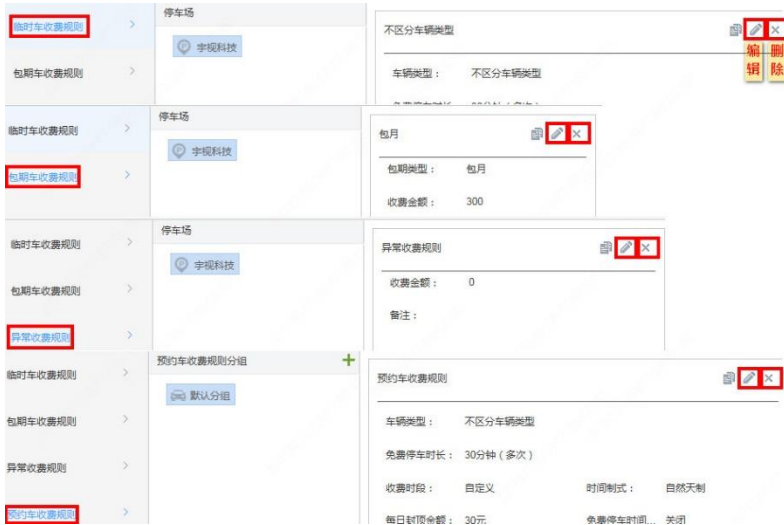 临时车收费规则
包期车收费规则
停车场
宇视科技
不区分车辆类型
编辑
删除
车辆类型： 不区分车辆类型
临时车收费规则
包期车收费规则
停车场
宇视科技
包月
包期类型： 包月
收费金额： 300
临时车收费规则
包期车收费规则
异常收费规则
停车场
宇视科技
异常收费规则
收费金额： 0
备注：
临时车收费规则
包期车收费规则
异常收费规则
预约车收费规则
预约车收费规则分组
默认分组
预约车收费规则
车辆类型： 不区分车辆类型
免费停车时长： 30分钟（多次）
收费时段： 自定义 时间制式： 自然天制
每日封顶金额： 30元 免费停车时间... 关闭